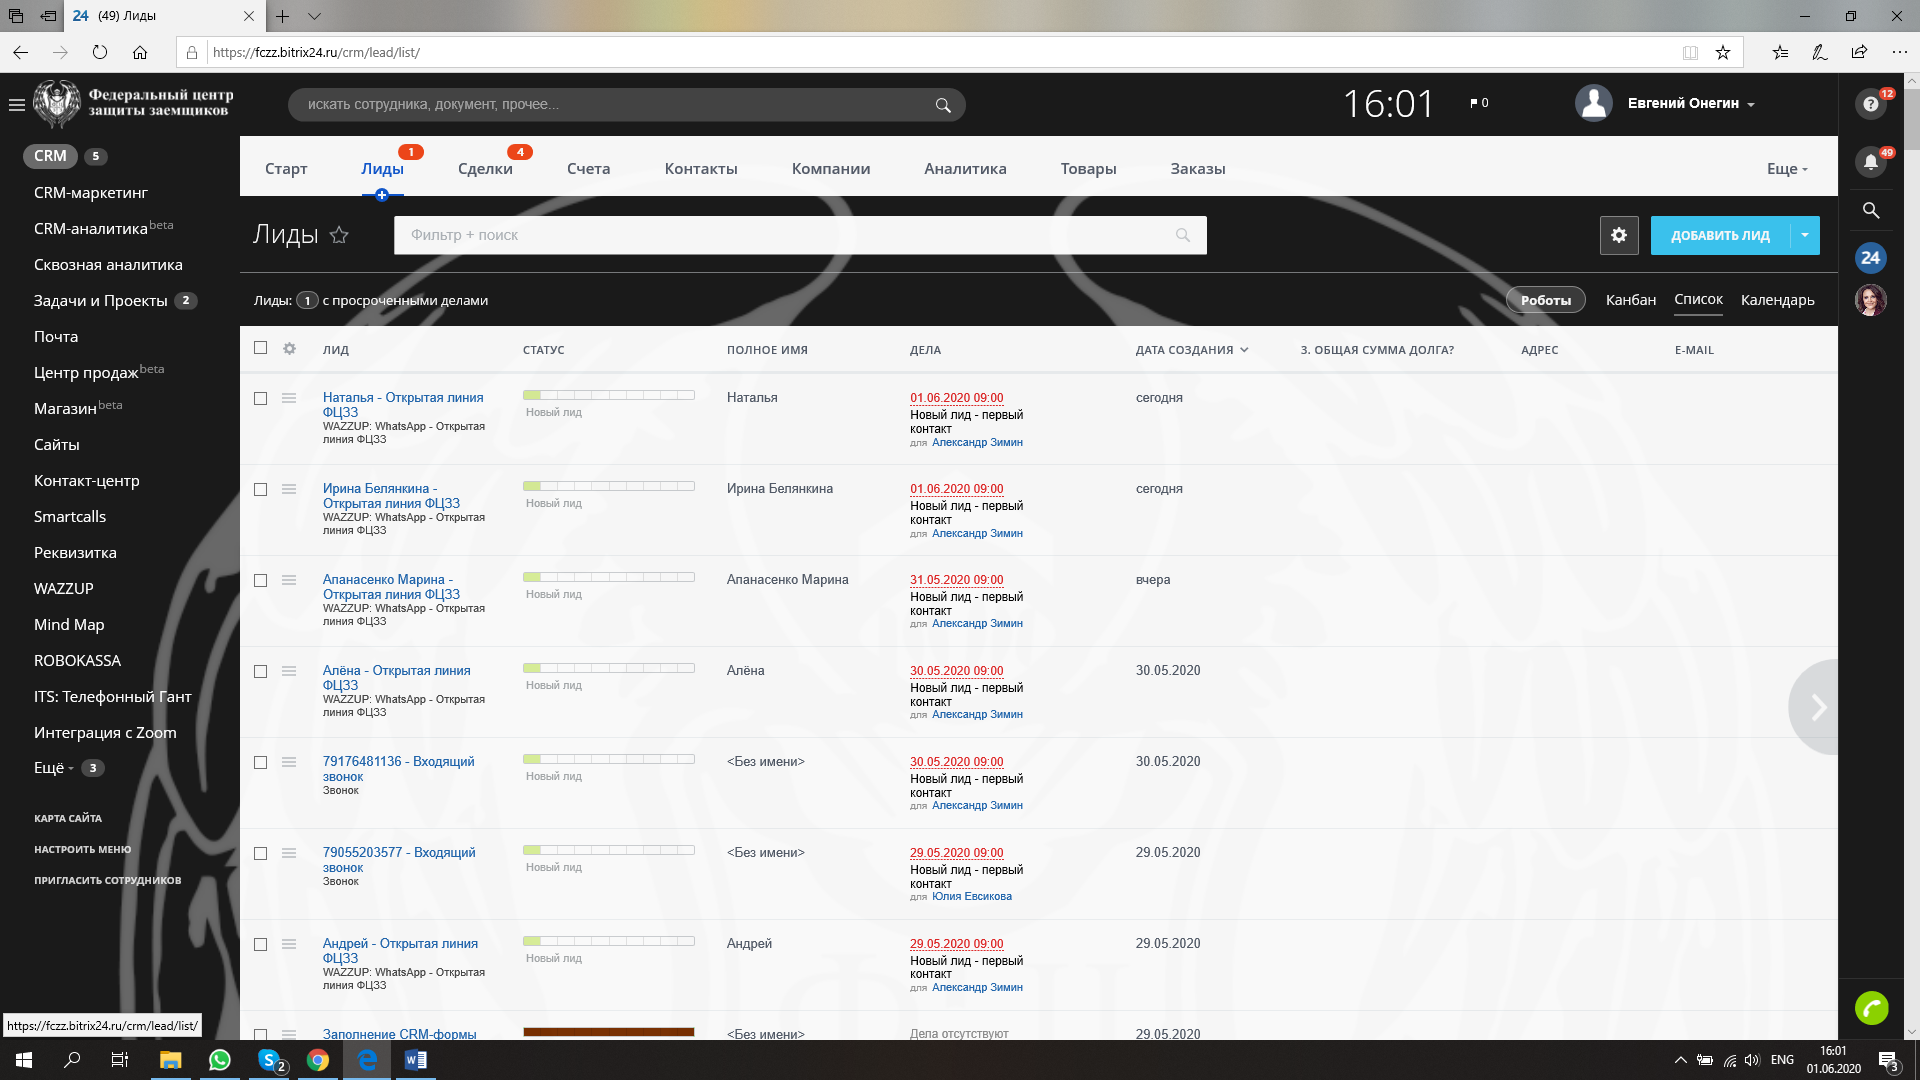 24 (49) Лиды
https://fczz.bitrix24.ru/crm/lead/list/
Федеральный центр
защиты заемщиков
искать сотрудника, документ, прочее...
16:01
0
Евгений Онегин
12
CRM 5
CRM-маркетинг
CRM-аналитика beta
Сквозная аналитика
Задачи и Проекты 2
Почта
Центр продаж beta
Магазин beta
Сайты
Контакт-центр
Smartcalls
Реквизитка
WAZZUP
Mind Map
ROBOKASSA
ITS: Телефонный Гант
Интеграция с Zoom
Ещё 3
КАРТА САЙТА
НАСТРОИТЬ МЕНЮ
ПРИГЛАСИТЬ СОТРУДНИКОВ
Старт Лиды 1 Сделки 4 Счета Контакты Компании Аналитика Товары Заказы Еще
49
24
Лиды Фильтр + поиск ДОБАВИТЬ ЛИД
Лиды: 1 с просроченными делами Роботы Канбан Список Календарь
ЛИД СТАТУС ПОЛНОЕ ИМЯ ДЕЛА ДАТА СОЗДАНИЯ 3. ОБЩАЯ СУММА ДОЛГА? АДРЕС E-MAIL
Наталья - Открытая линия
ФЦЗЗ
WAZZUP: WhatsApp - Открытая
линия ФЦЗЗ
Новый лид
Наталья
01.06.2020 09:00
Новый лид - первый
контакт
для Александр Зимин
сегодня
Ирина Белянкина -
Открытая линия ФЦЗЗ
WAZZUP: WhatsApp - Открытая
линия ФЦЗЗ
Новый лид
Ирина Белянкина
01.06.2020 09:00
Новый лид - первый
контакт
для Александр Зимин
сегодня
Апанасенко Марина -
Открытая линия ФЦЗЗ
WAZZUP: WhatsApp - Открытая
линия ФЦЗЗ
Новый лид
Апанасенко Марина
31.05.2020 09:00
Новый лид - первый
контакт
для Александр Зимин
вчера
Алёна - Открытая линия
ФЦЗЗ
WAZZUP: WhatsApp - Открытая
линия ФЦЗЗ
Новый лид
Алёна
30.05.2020 09:00
Новый лид - первый
контакт
для Александр Зимин
30.05.2020
79176481136 - Входящий
звонок
Звонок
Новый лид
<Без имени>
30.05.2020 09:00
Новый лид - первый
контакт
для Александр Зимин
30.05.2020
79055203577 - Входящий
звонок
Звонок
Новый лид
<Без имени>
29.05.2020 09:00
Новый лид - первый
контакт
для Юлия Евсикова
29.05.2020
Андрей - Открытая линия
ФЦЗЗ
WAZZUP: WhatsApp - Открытая
линия ФЦЗЗ
Новый лид
Андрей
29.05.2020 09:00
Новый лид - первый
контакт
для Александр Зимин
29.05.2020
Заполнение CRM-формы
<Без имени>
Дела отсутствуют
29.05.2020
https://fczz.bitrix24.ru/crm/lead/list/
2
ENG
16:01
01.06.2020
3